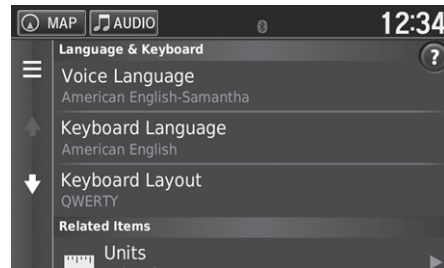 MAP AUDIO 12:34
Language & Keyboard
?
Voice Language
American English-Samantha
Keyboard Language
American English
Keyboard Layout
QWERTY
Related Items
Units